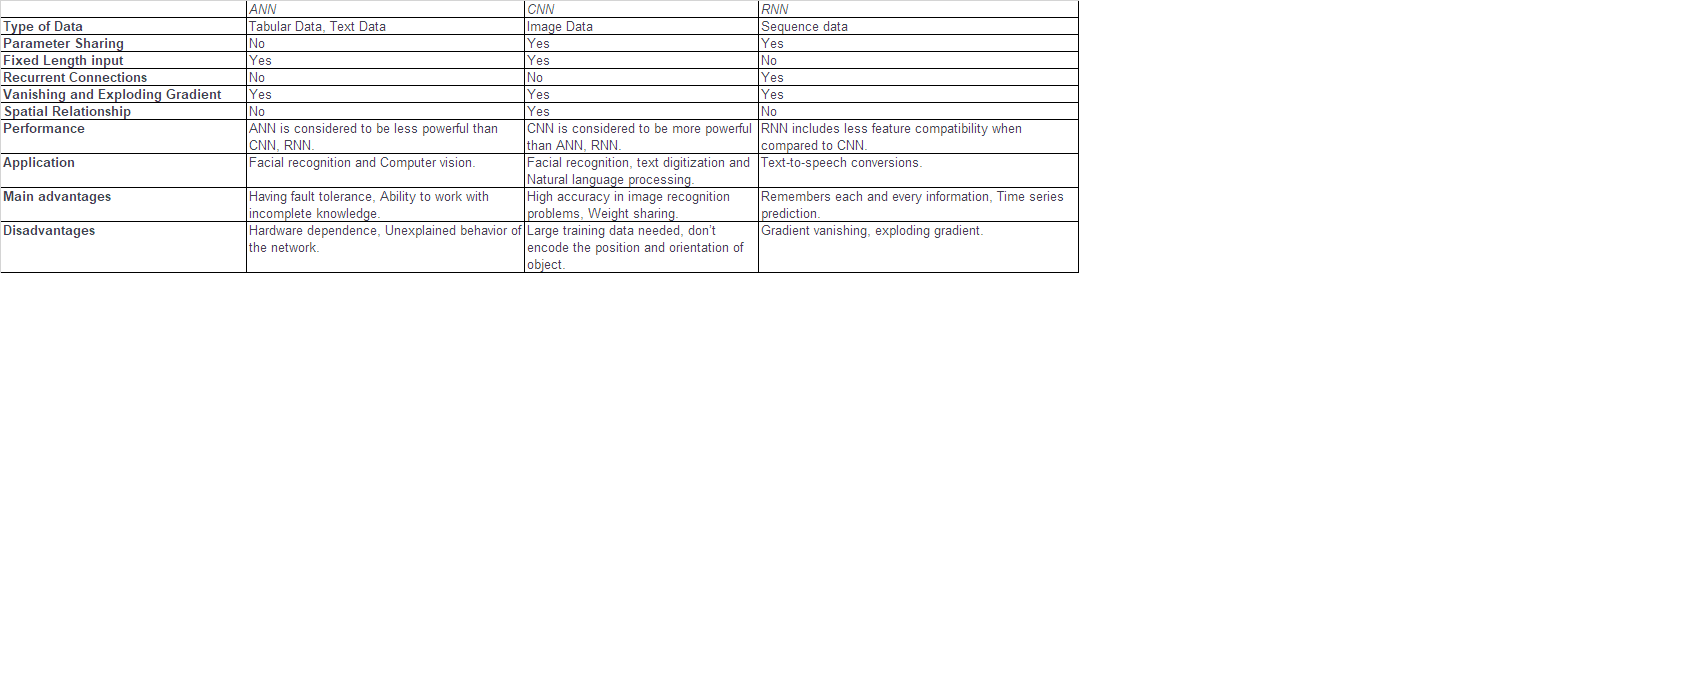 ANN CNN RNN
Type of Data Tabular Data, Text Data Image Data Sequence data
Parameter Sharing No Yes Yes
Fixed Length input Yes Yes No
Recurrent Connections No No Yes
Vanishing and Exploding Gradient Yes Yes Yes
Spatial Relationship No Yes No
Performance ANN is considered to be less powerful than CNN is considered to be more powerful RNN includes less feature compatibility when
CNN, RNN. than ANN, RNN. compared to CNN.
Application Facial recognition and Computer vision. Facial recognition, text digitization and Text-to-speech conversions.
Natural language processing.
Main advantages Having fault tolerance, Ability to work with High accuracy in image recognition Remembers each and every information, Time series
incomplete knowledge. problems, Weight sharing. prediction.
Disadvantages Hardware dependence, Unexplained behavior of Large training data needed, don’t Gradient vanishing, exploding gradient.
the network. encode the position and orientation of
object.